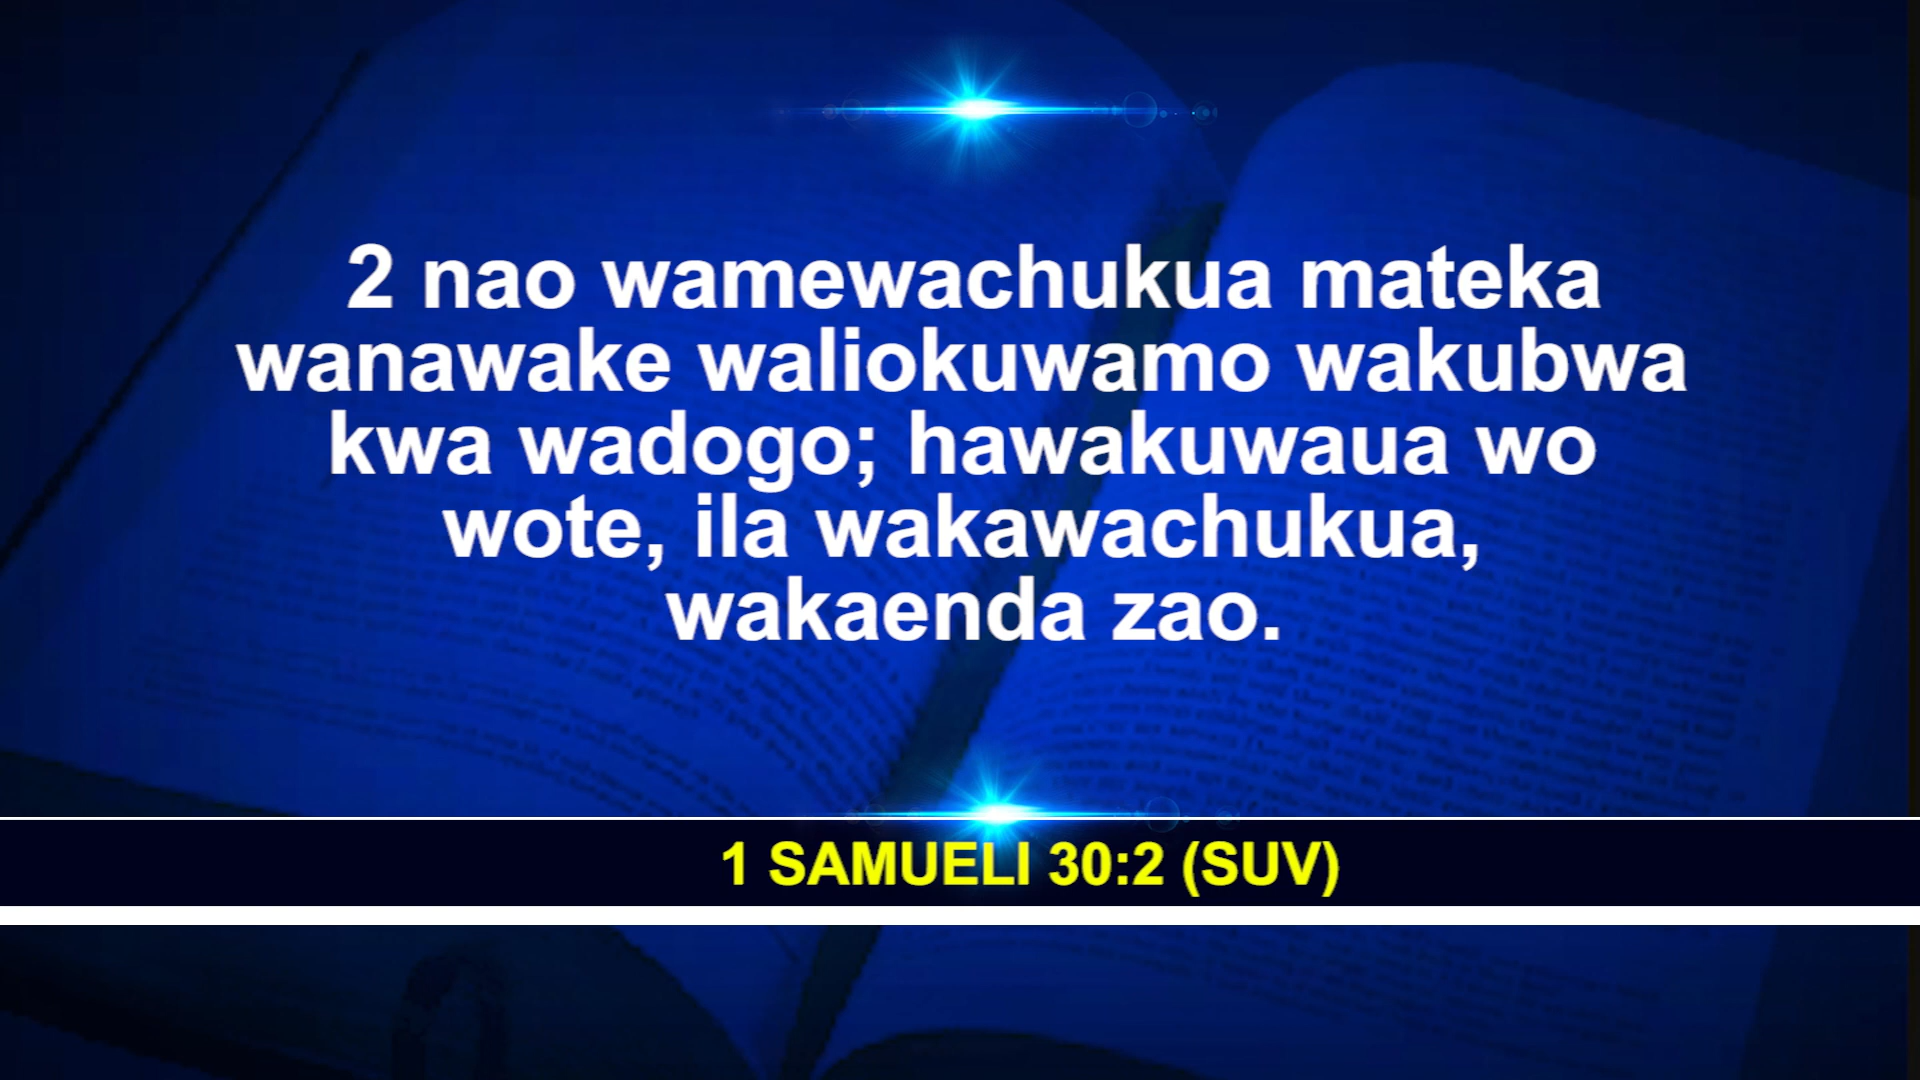 2 nao wamewachukua mateka
wanawake waliokuwamo wakubwa
kwa wadogo; hawakuwaua wo
wote, ila wakawachukua,
wakaenda zao.
1 SAMUELI 30:2 (SUV)